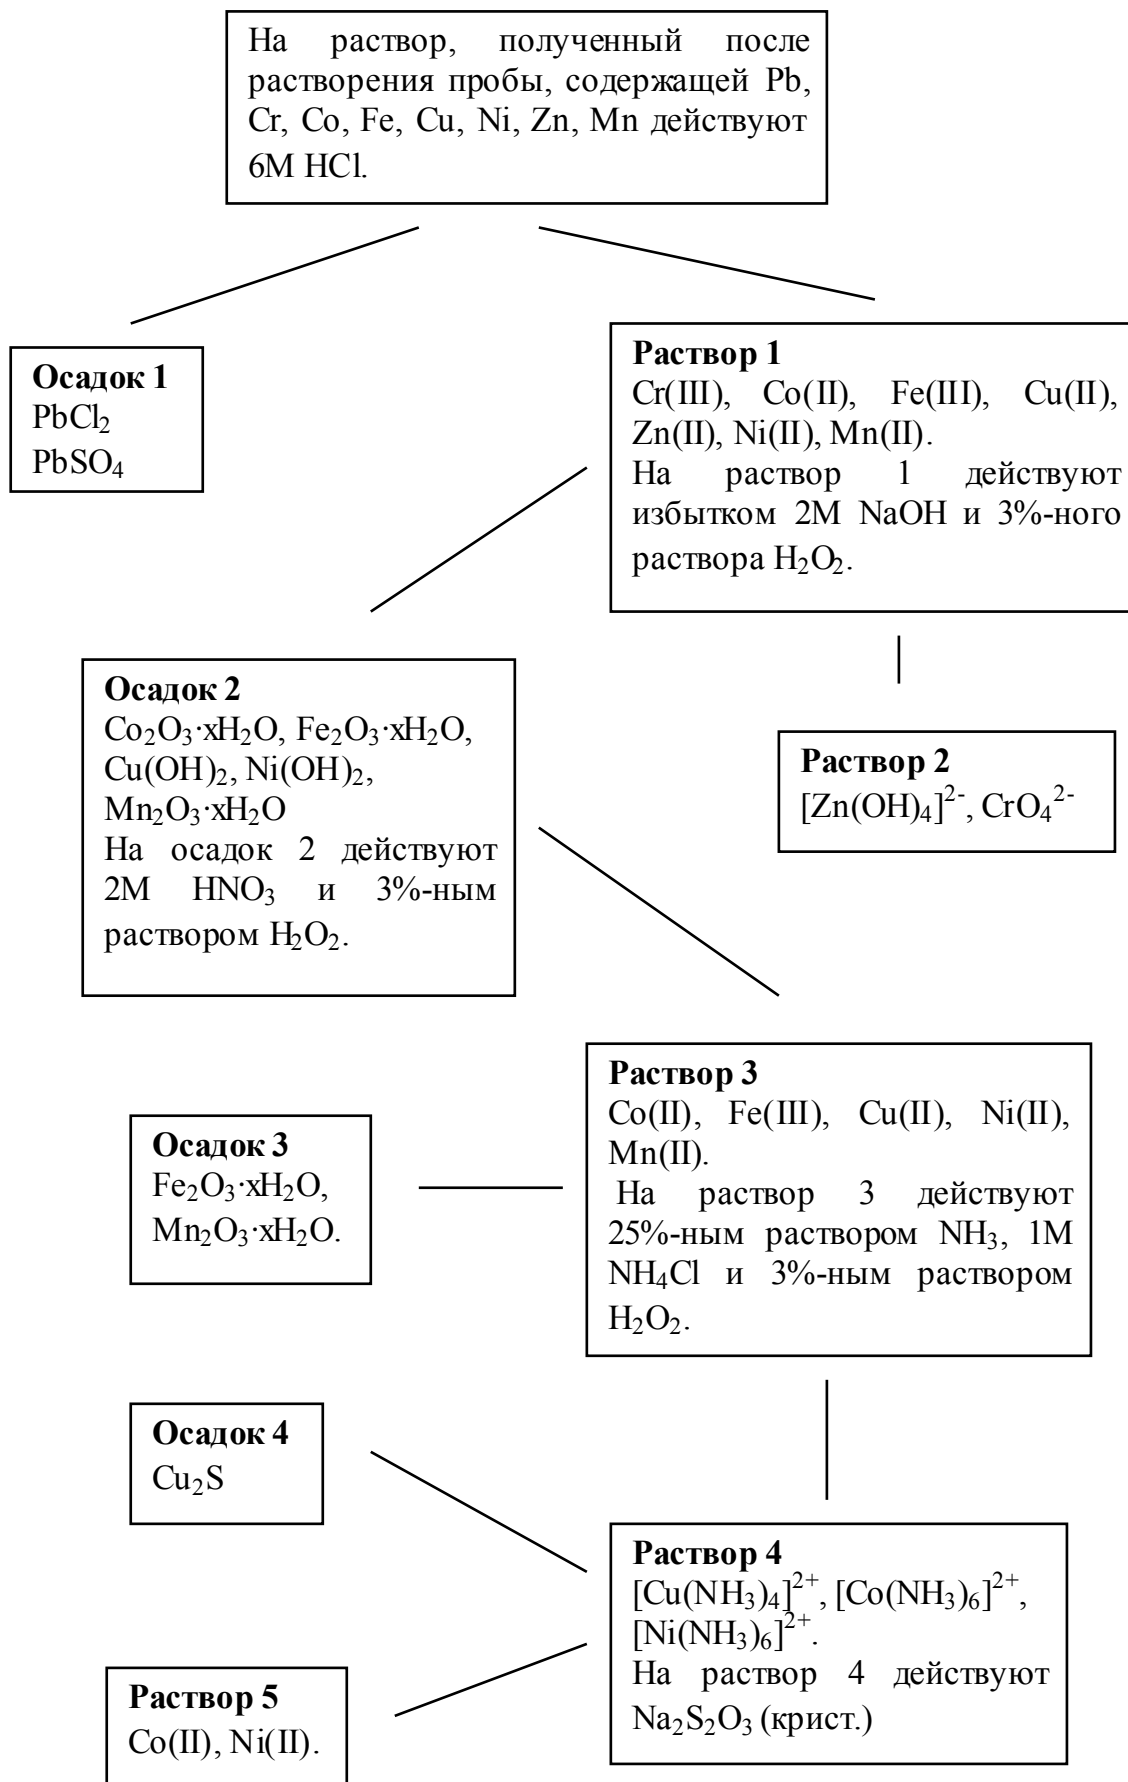 На раствор, полученный после
растворения пробы, содержащей Pb,
Cr, Co, Fe, Cu, Ni, Zn, Mn действуют
6М HCl.
Осадок 1
PbCl₂
PbSO₄
Раствор 1
Cr(III), Co(II), Fe(III), Cu(II),
Zn(II), Ni(II), Mn(II).
На раствор 1 действуют
избытком 2М NaOH и 3%-ного
раствора H₂O₂.
Осадок 2
Co₂O₃·xH₂O, Fe₂O₃·xH₂O,
Cu(OH)₂, Ni(OH)₂,
Mn₂O₃·xH₂O
На осадок 2 действуют
2М HNO₃ и 3%-ным
раствором H₂O₂.
Раствор 2
[Zn(OH)₄]²⁻, CrO₄²⁻
Раствор 3
Co(II), Fe(III), Cu(II), Ni(II),
Mn(II).
На раствор 3 действуют
25%-ным раствором NH₃, 1М
NH₄Cl и 3%-ным раствором
H₂O₂.
Осадок 3
Fe₂O₃·xH₂O,
Mn₂O₃·xH₂O.
Осадок 4
Cu₂S
Раствор 4
[Cu(NH₃)₄]²⁺, [Co(NH₃)₆]²⁺,
[Ni(NH₃)₆]²⁺.
На раствор 4 действуют
Na₂S₂O₃ (крист.)
Раствор 5
Co(II), Ni(II).